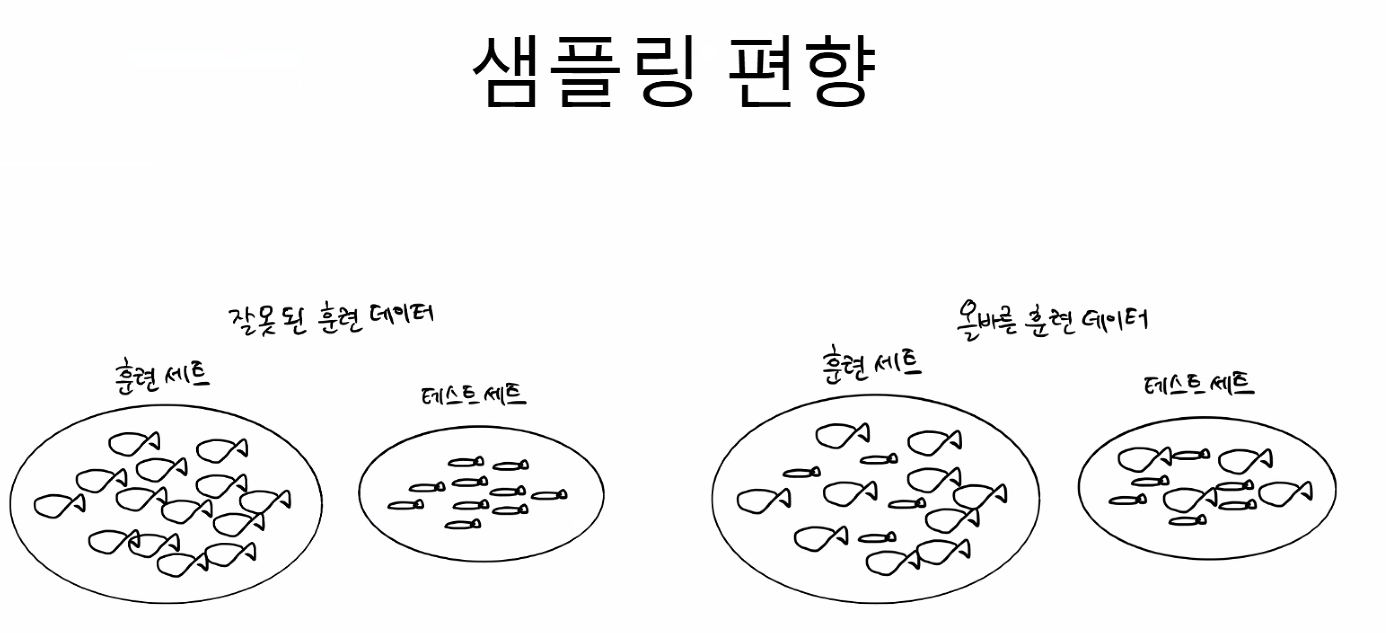 샘플링 편향
잘못된 훈련 데이터
훈련 세트
테스트 세트
올바른 훈련 데이터
훈련 세트
테스트 세트